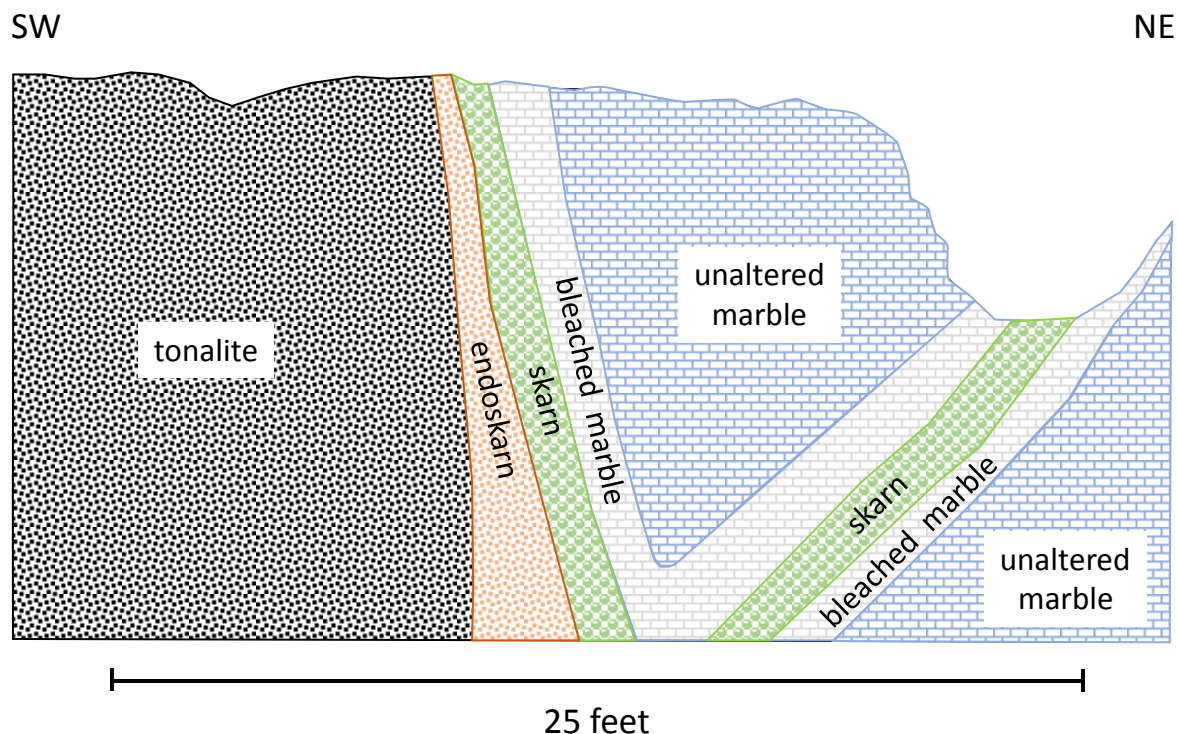 SW
NE
tonalite
endoskarn
skarn
bleached marble
unaltered
marble
skarn
bleached marble
unaltered
marble
25 feet